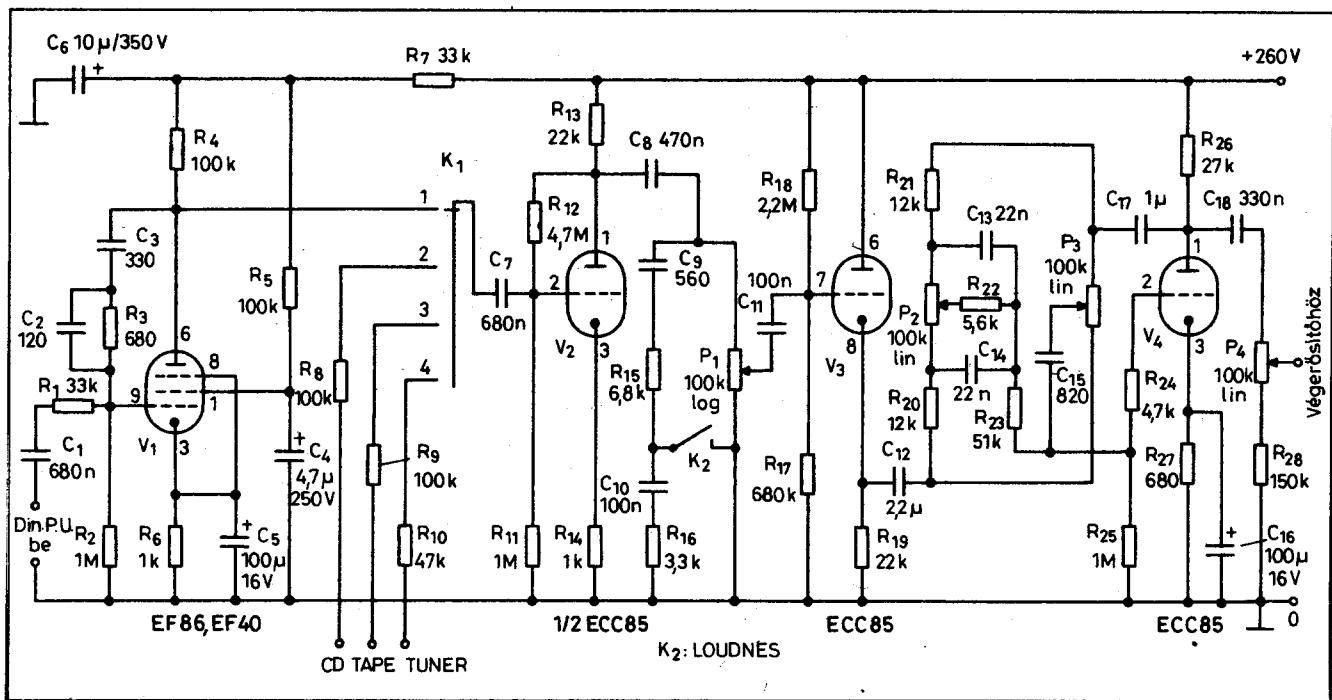 C6 10µ/350V
+
R7 33k
+260V
R4
100k
R13
22k
C8 470n
R26
27k
K1
R18
2,2M
R21
12k
C13 22n
C17 1µ
C18 330n
1
R12
4,7M
C3
330
R5
100k
2
1
6
P3
100k
lin
1
C9
560
100n
C11
7
R22
5,6k
C2
120
R3
680
3
C7
680n
2
P2
100k
lin
2
6
8
V2
V3
8
C14
22n
V4
3
P4
100k
lin
R8
100k
4
3
R15
6,8k
P1
100k
log
C15
820
R24
4,7k
Végerősítőhöz
R1 33k
9
1
V1
3
C1
680n
+
C4
4,7µ
250V
R9
100k
K2
R17
680k
C12
2,2µ
R20
12k
R23
51k
R27
680
R28
150k
Din.P.U.
be
R2
1M
R6
1k
+
C5
100µ
16V
R10
47k
R11
1M
R14
1k
C10
100n
R16
3,3k
R19
22k
R25
1M
+
C16
100µ
16V
0
EF86, EF40
1/2 ECC85
ECC85
ECC85
CD TAPE TUNER
K2: LOUDNES